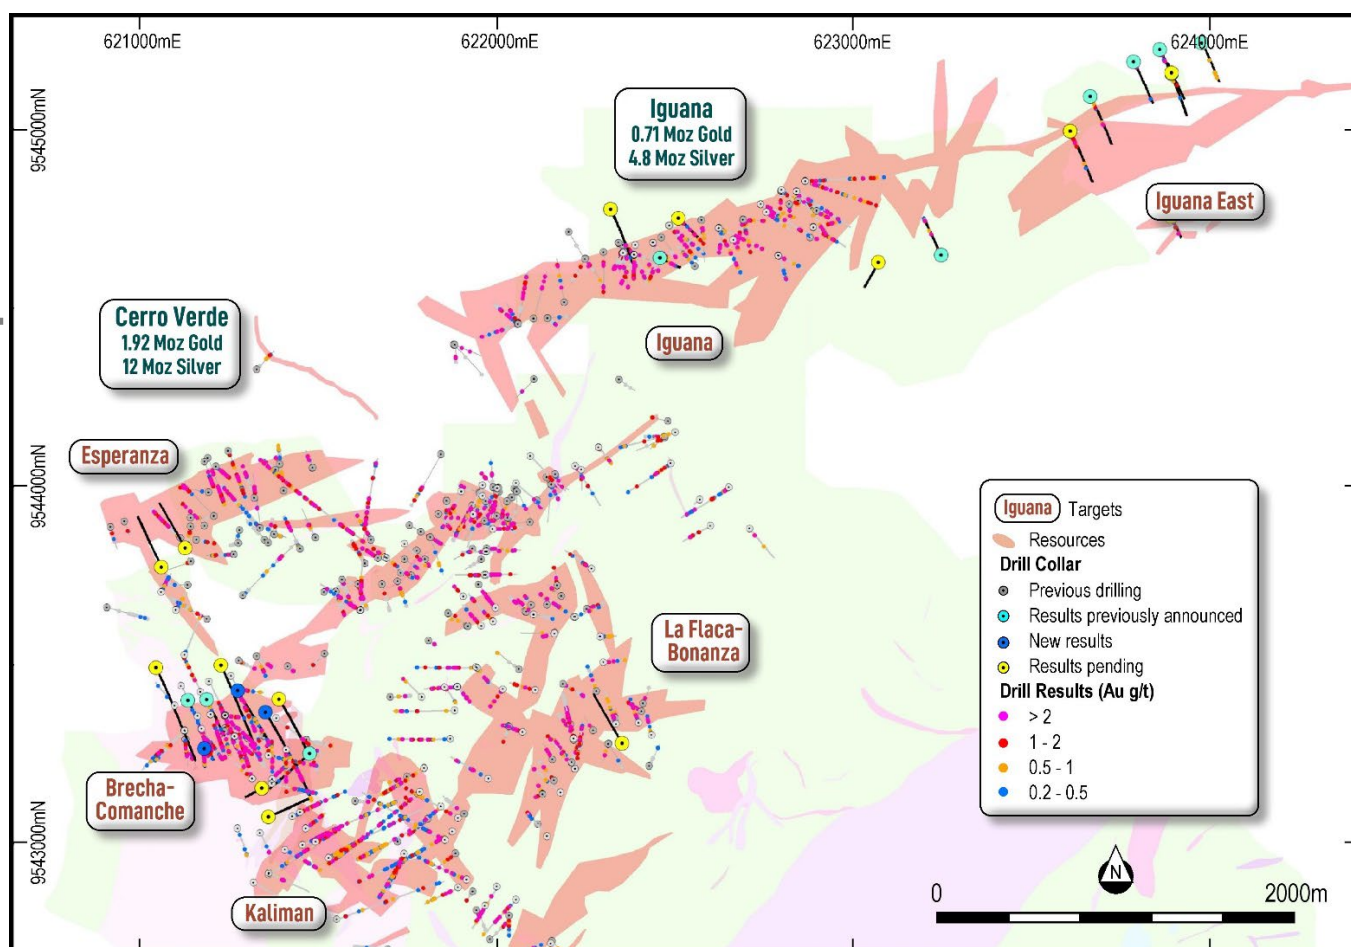 621000mE
622000mE
623000mE
624000mE
9545000mN
9544000mN
9543000mN
Iguana
0.71 Moz Gold
4.8 Moz Silver
Iguana East
Cerro Verde
1.92 Moz Gold
12 Moz Silver
Iguana
Esperanza
La Flaca-
Bonanza
Brecha-
Comanche
Kaliman
Iguana Targets
Resources
Drill Collar
Previous drilling
Results previously announced
New results
Results pending
Drill Results (Au g/t)
> 2
1 - 2
0.5 - 1
0.2 - 0.5
N
0 2000m